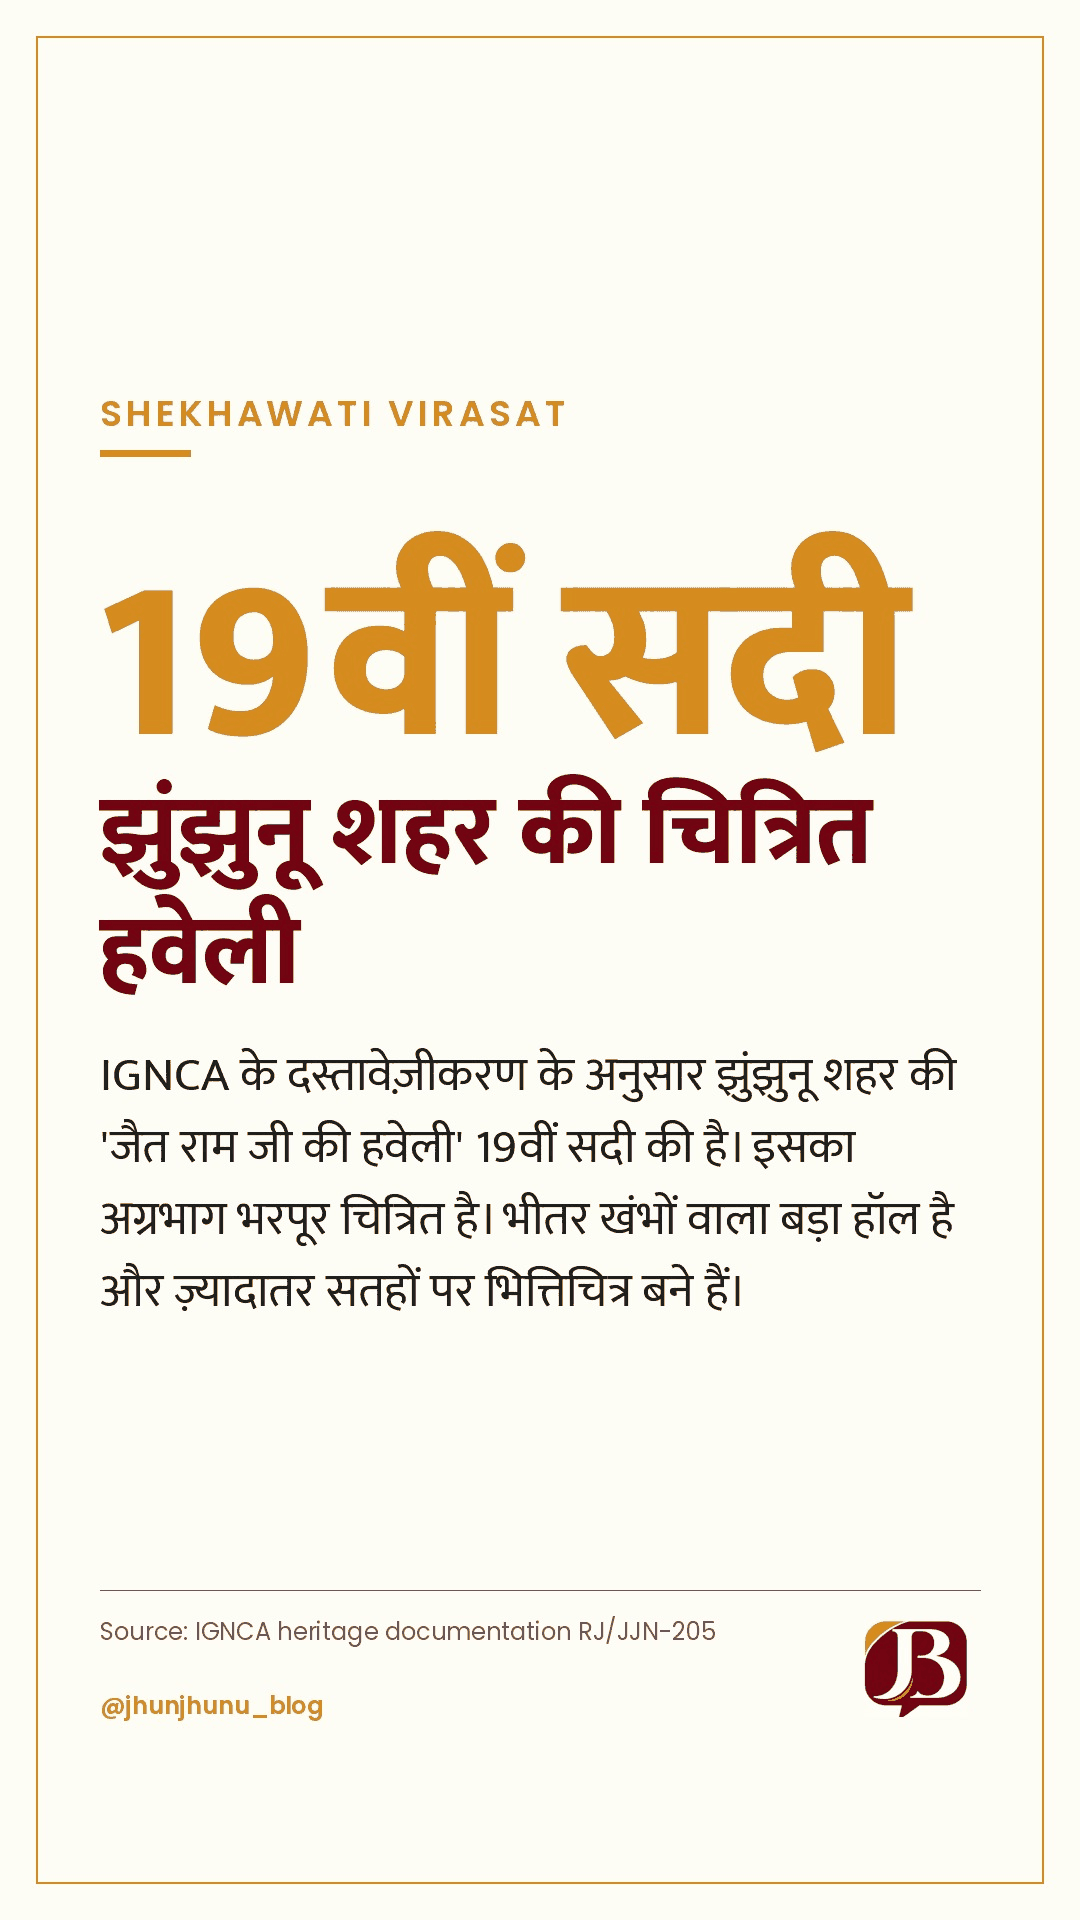 SHEKHAWATI VIRASAT
19वीं सदी
झुंझुनू शहर की चित्रित
हवेली
IGNCA के दस्तावेज़ीकरण के अनुसार झुंझुनू शहर की
'जैत राम जी की हवेली' 19वीं सदी की है। इसका
अग्रभाग भरपूर चित्रित है। भीतर खंभों वाला बड़ा हॉल है
और ज़्यादातर सतहों पर भित्तिचित्र बने हैं।
Source: IGNCA heritage documentation RJ/JJN-205
JB
@jhunjhunu_blog